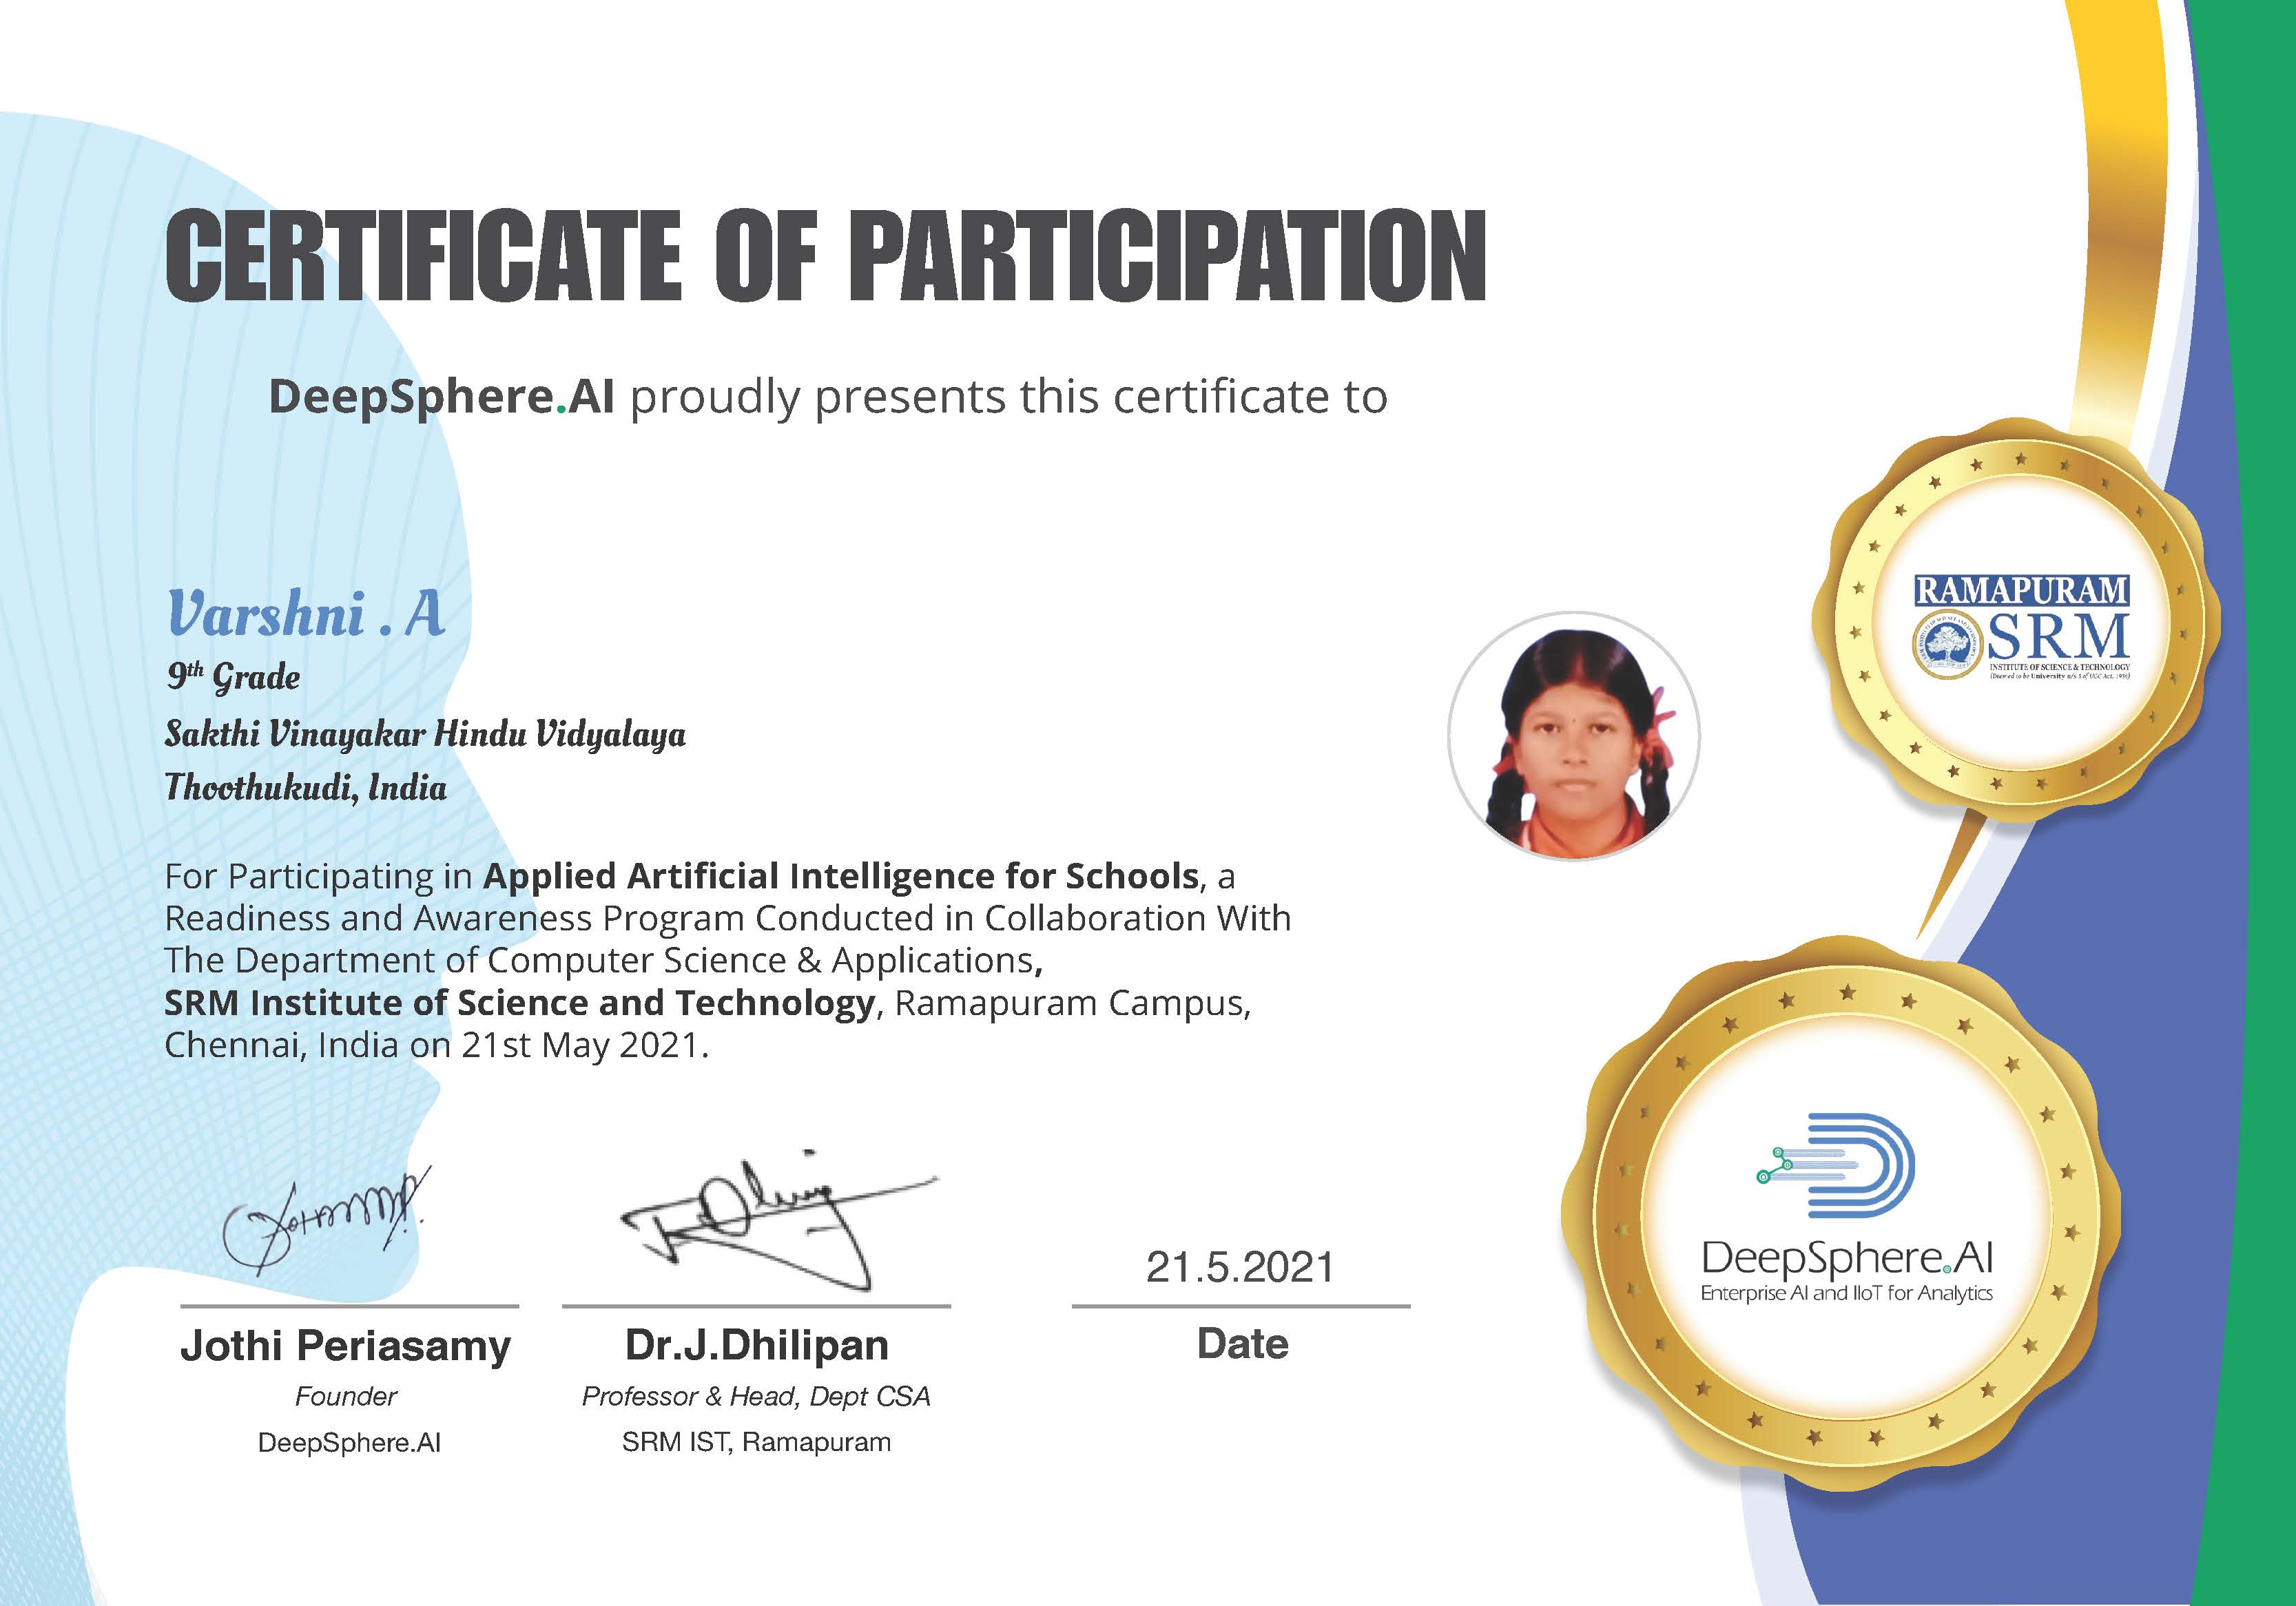 CERTIFICATE OF PARTICIPATION
DeepSphere.AI proudly presents this certificate to
Varshni . A
9th Grade
Sakthi Vinayakar Hindu Vidyalaya
Thoothukudi, India
For Participating in Applied Artificial Intelligence for Schools, a
Readiness and Awareness Program Conducted in Collaboration With
The Department of Computer Science & Applications,
SRM Institute of Science and Technology, Ramapuram Campus,
Chennai, India on 21st May 2021.
21.5.2021
Jothi Periasamy
Founder
DeepSphere.AI
Dr.J.Dhilipan
Professor & Head, Dept CSA
SRM IST, Ramapuram
Date
RAMAPURAM
SRM
INSTITUTE OF SCIENCE & TECHNOLOGY
(Deemed to be University u/s 3 of UGC Act, 1956)
DeepSphere.AI
Enterprise AI and IIoT for Analytics